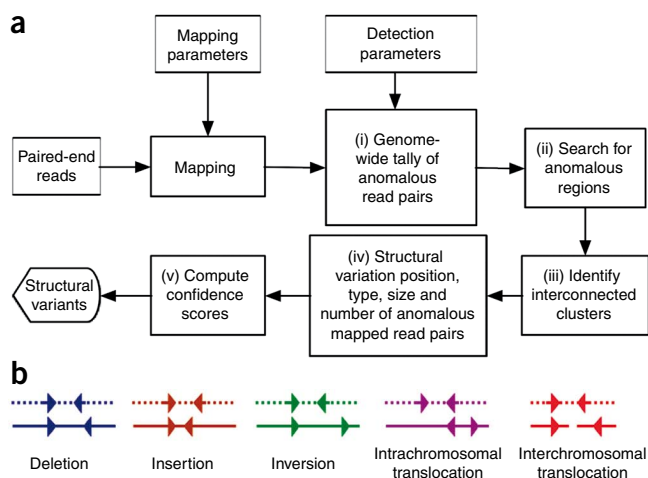 a
Mapping
parameters
Detection
parameters
Paired-end
reads
Mapping
(i) Genome-
wide tally of
anomalous
read pairs
(ii) Search for
anomalous
regions
(iii) Identify
interconnected
clusters
(iv) Structural
variation position,
type, size and
number of anomalous
mapped read pairs
(v) Compute
confidence
scores
Structural
variants
b
Deletion
Insertion
Inversion
Intrachromosomal
translocation
Interchromosomal
translocation